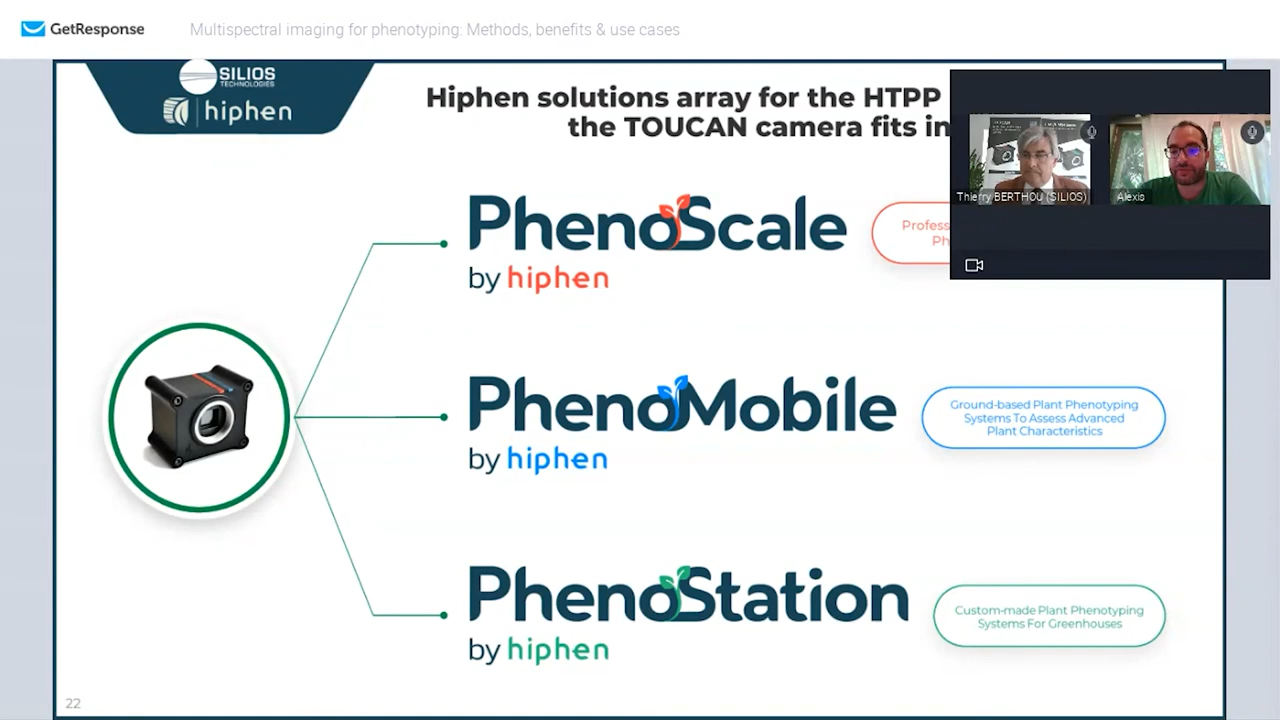 GetResponse
Multispectral imaging for phenotyping: Methods, benefits & use cases
SILIOS
TECHNOLOGIES
hiphen
Hiphen solutions array for the HTPP
the TOUCAN camera fits in
Thierry BERTHOU (SILIOS)
Alexis
PhenoScale
by hiphen
PhenoMobile
by hiphen
Ground-based Plant Phenotyping
Systems To Assess Advanced
Plant Characteristics
PhenoStation
by hiphen
Custom-made Plant Phenotyping
Systems For Greenhouses
22